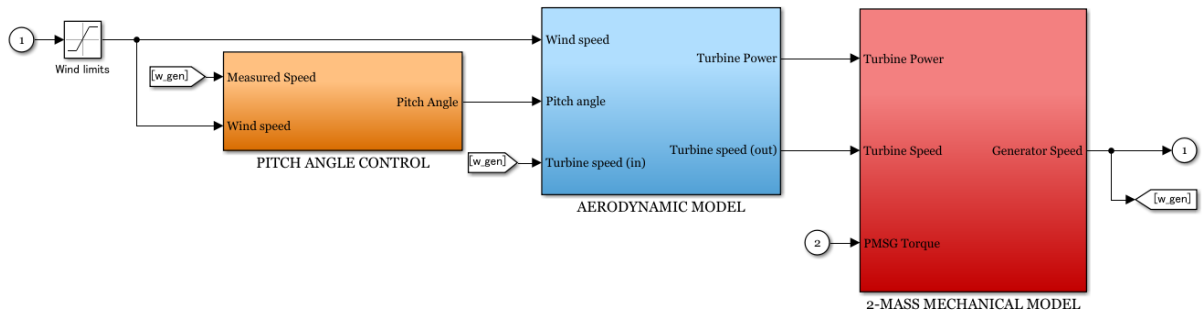 1
Wind limits
[w_gen]
Measured Speed
Wind speed
Pitch Angle
PITCH ANGLE CONTROL
Wind speed
Turbine Power
Pitch angle
[w_gen]
Turbine speed (in)
Turbine speed (out)
AERODYNAMIC MODEL
Turbine Power
Turbine Speed
Generator Speed
2
PMSG Torque
2-MASS MECHANICAL MODEL
1
[w_gen]